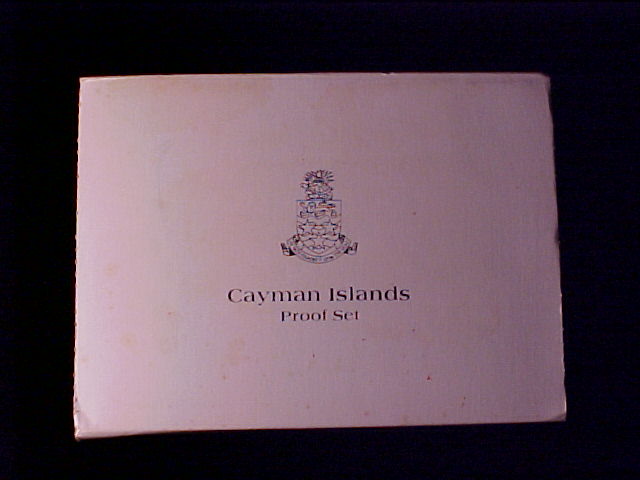 Cayman Islands
Proof Set